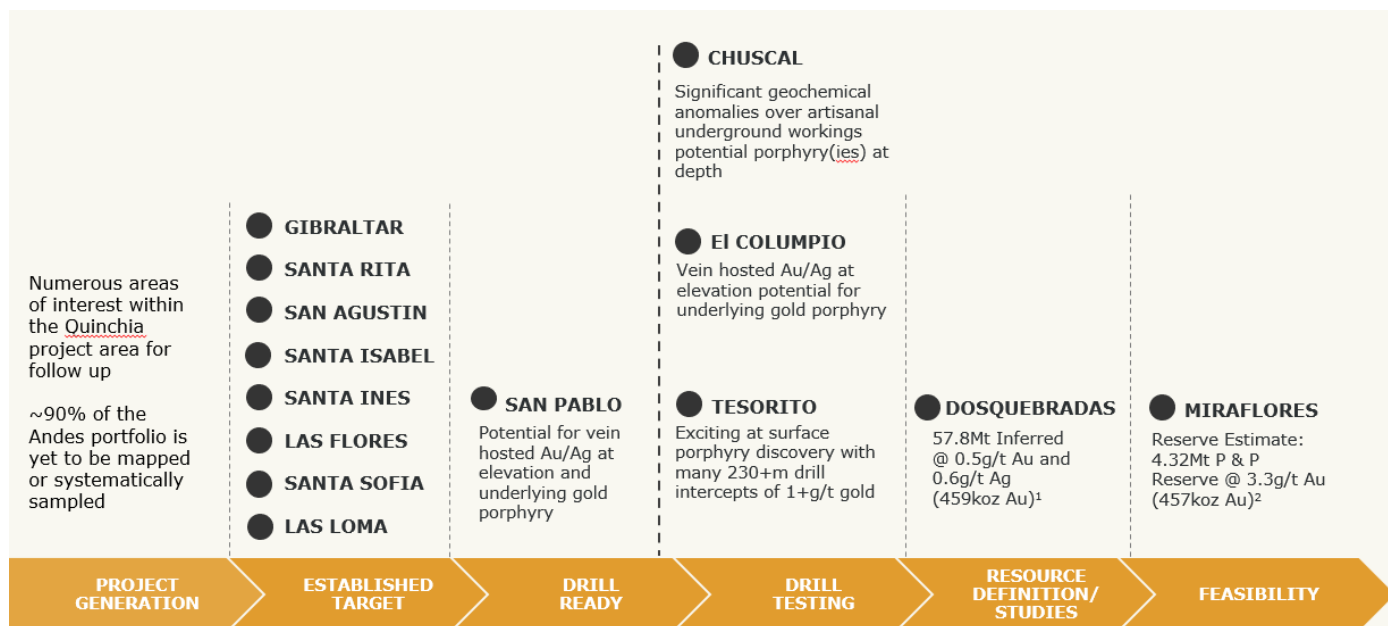 Numerous areas
of interest within
the Quinchia
project area for
follow up
~90% of the
Andes portfolio is
yet to be mapped
or systematically
sampled
GIBRALTAR
SANTA RITA
SAN AGUSTIN
SANTA ISABEL
SANTA INES
LAS FLORES
SANTA SOFIA
LAS LOMA
SAN PABLO
Potential for vein
hosted Au/Ag at
elevation and
underlying gold
porphyry
CHUSCAL
Significant geochemical
anomalies over artisanal
underground workings
potential porphyry(ies) at
depth
El COLUMPIO
Vein hosted Au/Ag at
elevation potential for
underlying gold porphyry
TESORITO
Exciting at surface
porphyry discovery with
many 230+m drill
intercepts of 1+g/t gold
DOSQUEBRADAS
57.8Mt Inferred
@ 0.5g/t Au and
0.6g/t Ag
(459koz Au)¹
MIRAFLORES
Reserve Estimate:
4.32Mt P & P
Reserve @ 3.3g/t Au
(457koz Au)²
PROJECT
GENERATION
ESTABLISHED
TARGET
DRILL
READY
DRILL
TESTING
RESOURCE
DEFINITION/
STUDIES
FEASIBILITY